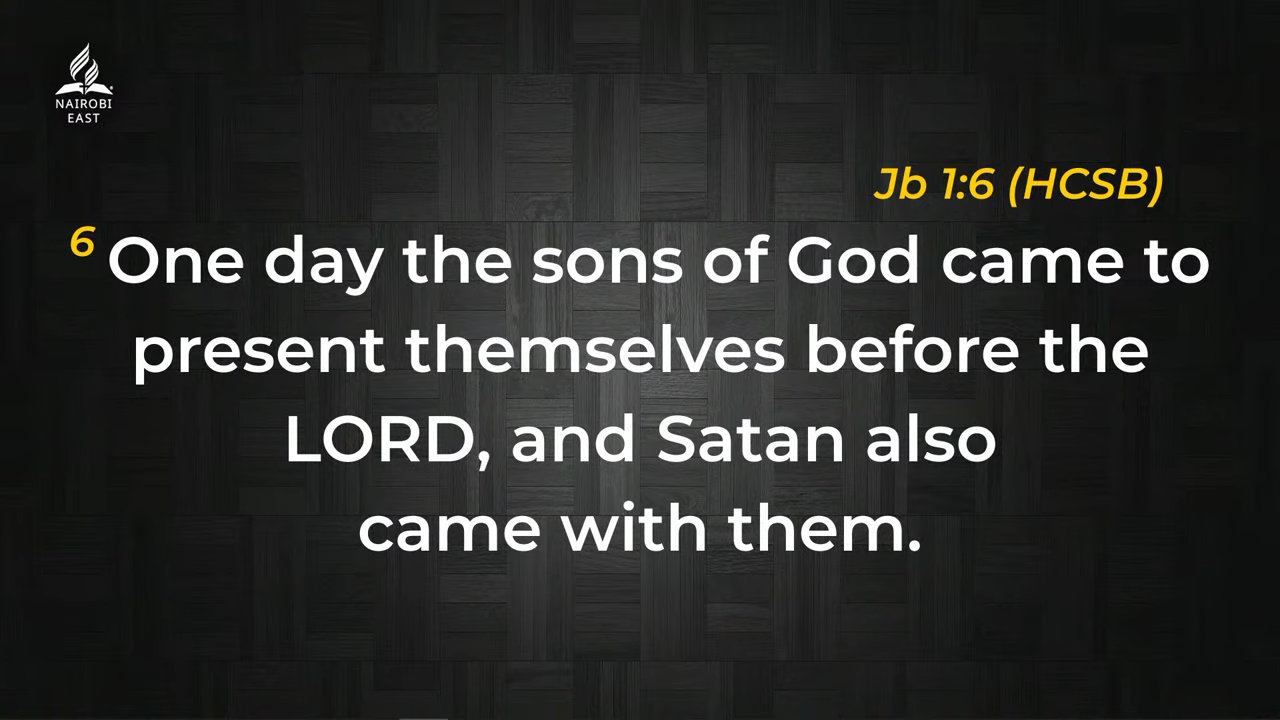 NAIROBI
EAST
Jb 1:6 (HCSB)
6 One day the sons of God came to
present themselves before the
LORD, and Satan also
came with them.